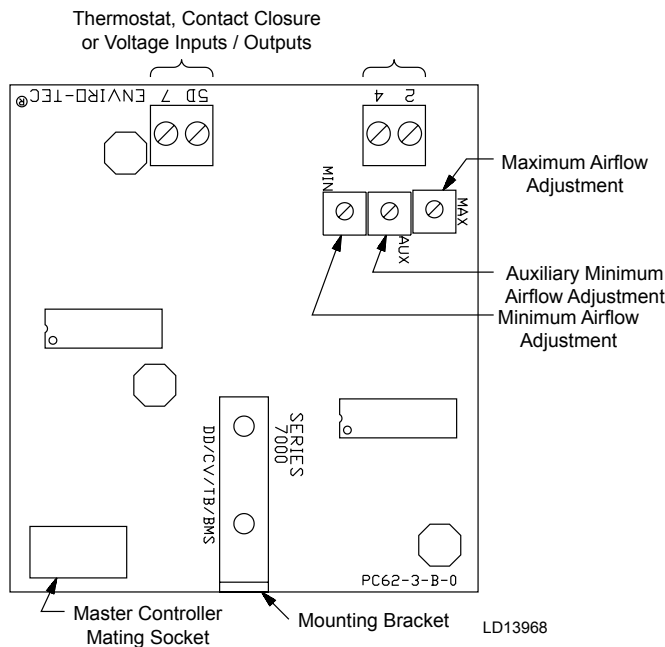 Thermostat, Contact Closure
or Voltage Inputs / Outputs
®ENVIRO-TEC 7 5D
4 2
MIN
AUX
MAX
Maximum Airflow
Adjustment
Auxiliary Minimum
Airflow Adjustment
Minimum Airflow
Adjustment
SERIES
7000
DD/CV/TB/BMS
PC62-3-B-0
Master Controller
Mating Socket
Mounting Bracket
LD13968